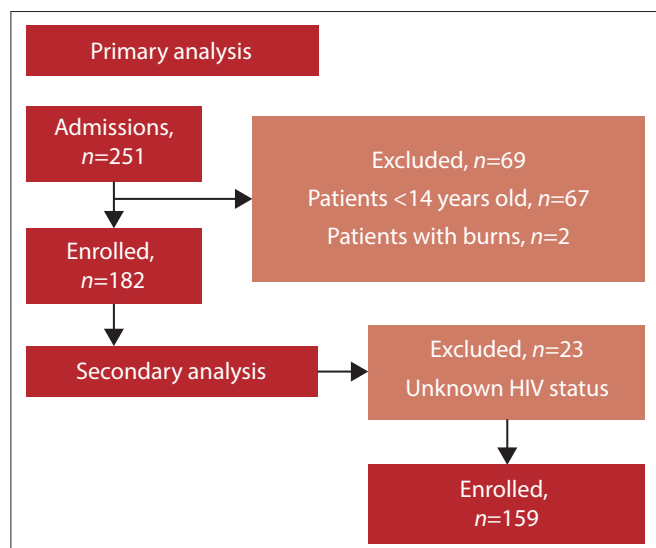 Primary analysis
Admissions,
n=251
Excluded, n=69
Patients <14 years old, n=67
Patients with burns, n=2
Enrolled,
n=182
Secondary analysis
Excluded, n=23
Unknown HIV status
Enrolled,
n=159